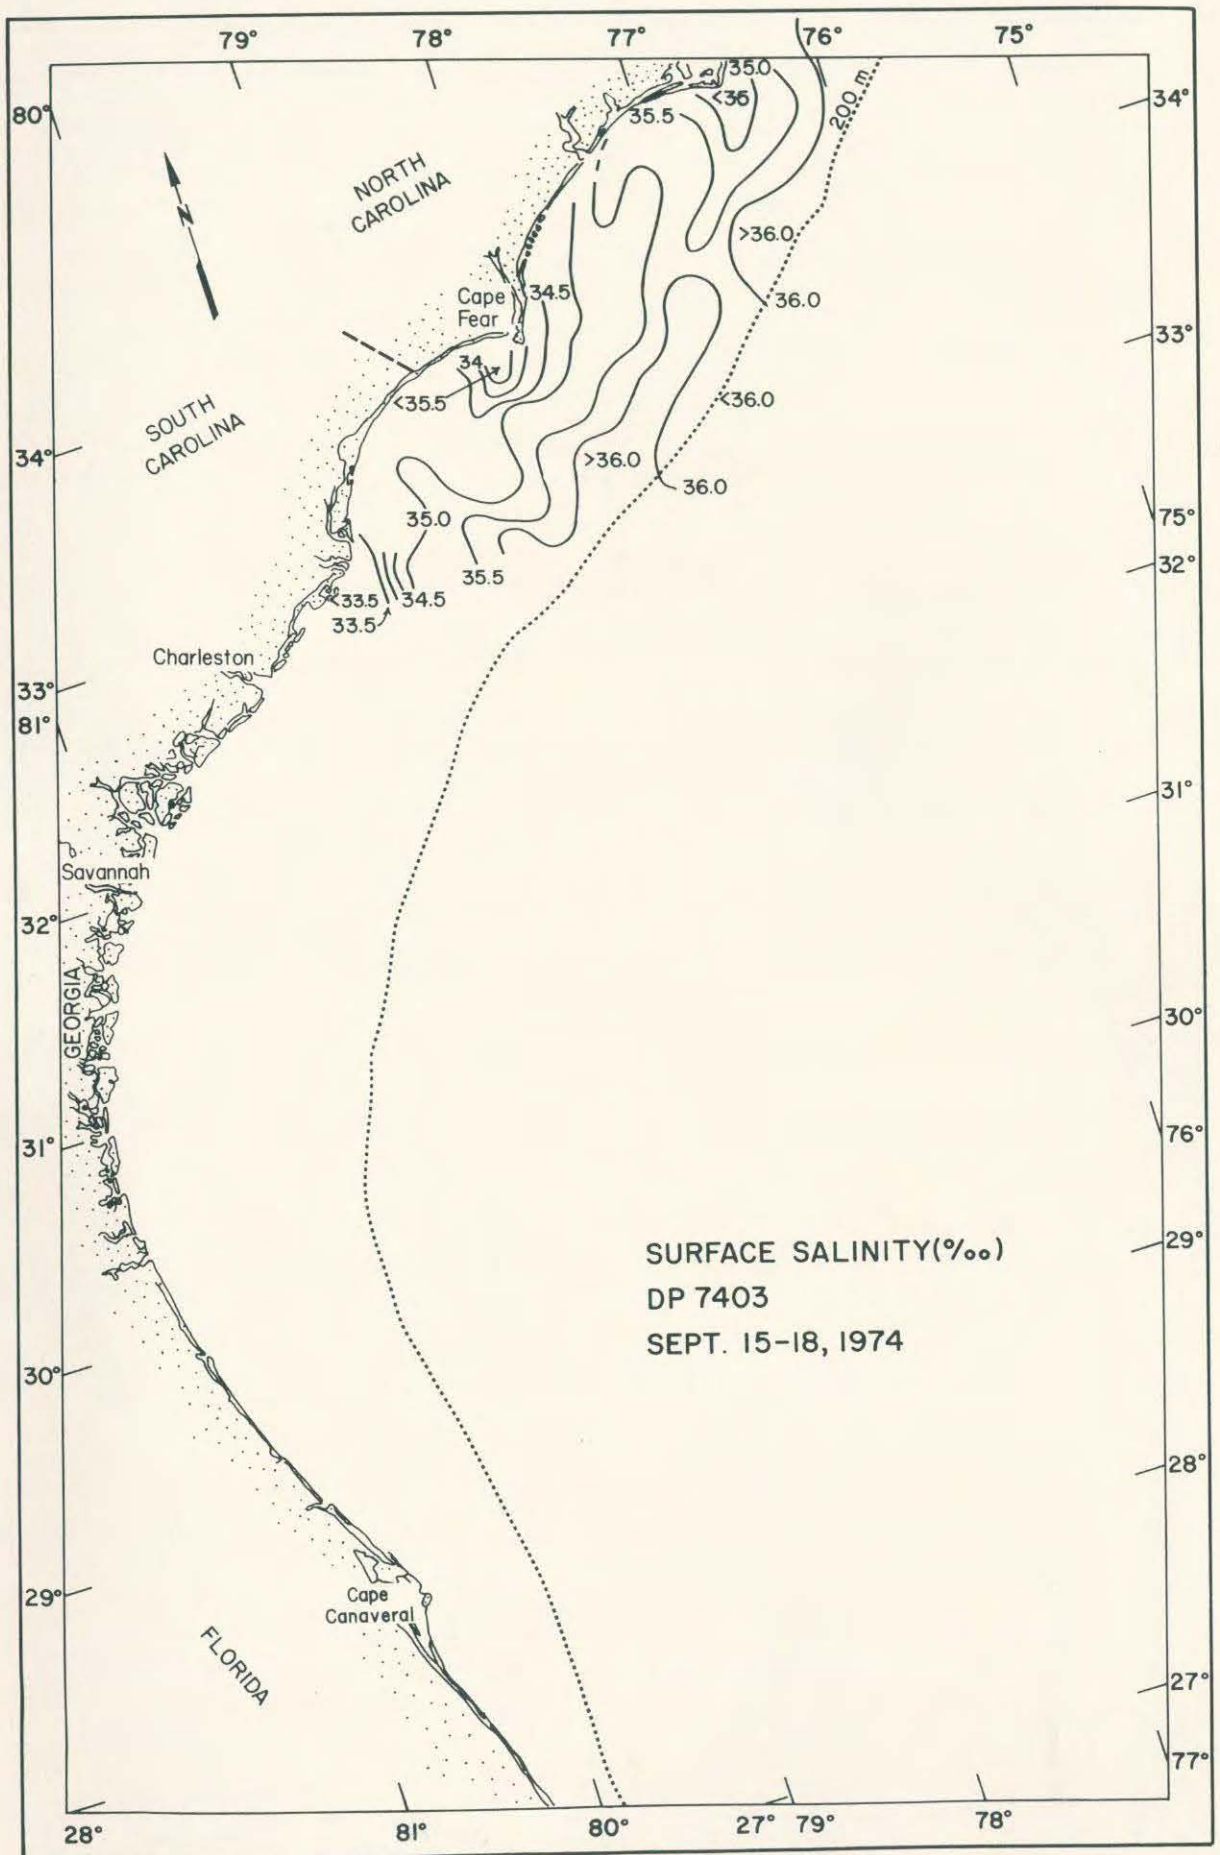 79° 78° 77° 76° 75°
80°
34°
200 m.
35.0
<35
35.5
NORTH
CAROLINA
N
>36.0
36.0
Cape
Fear
34.5
33°
34
<35.5
<36.0
SOUTH
CAROLINA
34°
>36.0
36.0
35.0
75°
32°
35.5
<33.5
34.5
33.5
Charleston
33°
81°
31°
Savannah
32°
GEORGIA
30°
31°
76°
29°
SURFACE SALINITY(‰)
DP 7403
SEPT. 15-18, 1974
30°
28°
29°
Cape
Canaveral
FLORIDA
27°
77°
28° 81° 80° 27° 79° 78°